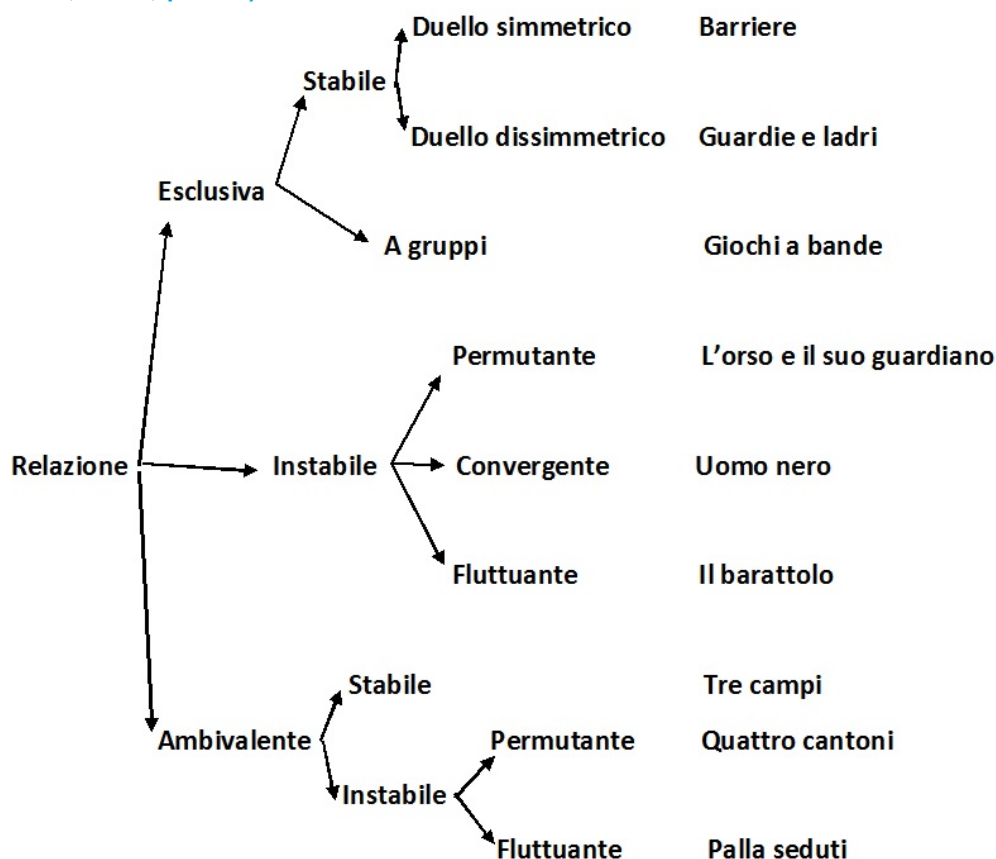 Duello simmetrico Barriere
Stabile
Duello dissimmetrico Guardie e ladri
Esclusiva
A gruppi Giochi a bande
Permutante L’orso e il suo guardiano
Relazione Instabile Convergente Uomo nero
Fluttuante Il barattolo
Stabile Tre campi
Ambivalente Permutante Quattro cantoni
Instabile
Fluttuante Palla seduti